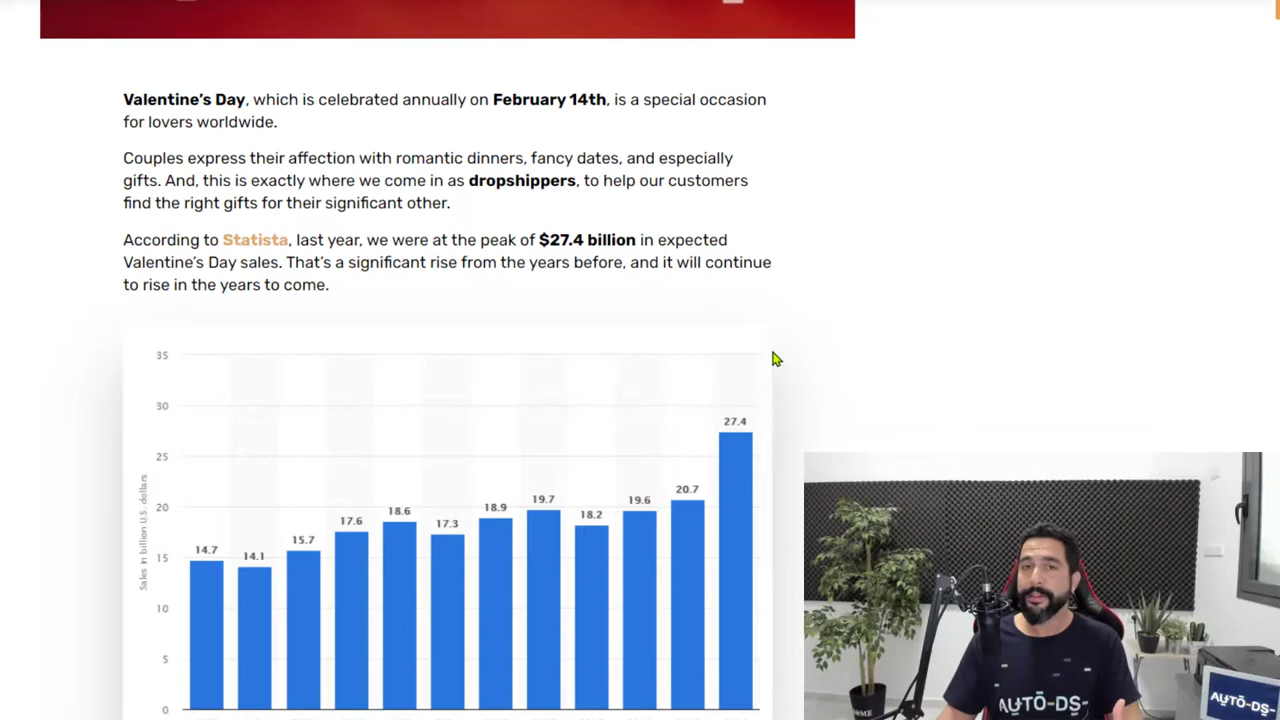 Valentine's Day, which is celebrated annually on February 14th, is a special occasion
for lovers worldwide.
Couples express their affection with romantic dinners, fancy dates, and especially
gifts. And, this is exactly where we come in as dropshippers, to help our customers
find the right gifts for their significant other.
According to Statista, last year, we were at the peak of $27.4 billion in expected
Valentine's Day sales. That's a significant rise from the years before, and it will continue
to rise in the years to come.
35
30
25
20
15
10
5
0
Sales in billion U.S. dollars
14.7
14.1
15.7
17.6
18.6
17.3
18.9
19.7
18.2
19.6
20.7
27.4
HOME
AUTŌ-DS-
AUTŌ-DS-